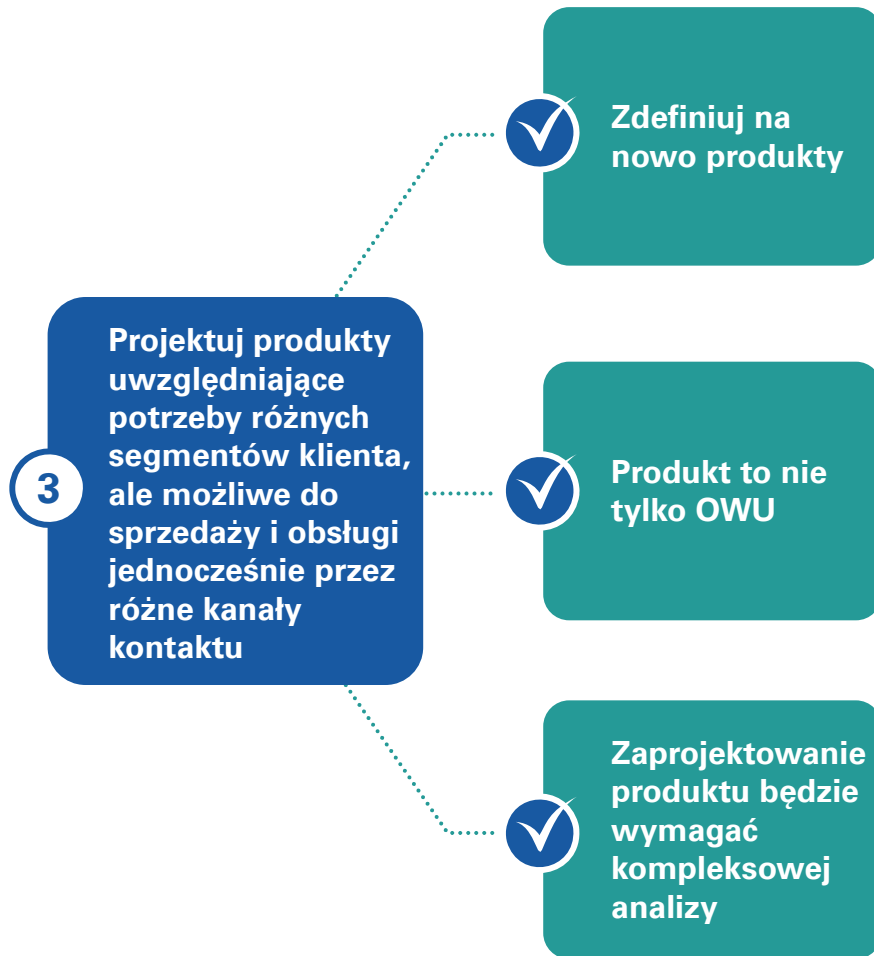 Zdefiniuj na
nowo produkty
3
Projektuj produkty
uwzględniające
potrzeby różnych
segmentów klienta,
ale możliwe do
sprzedaży i obsługi
jednocześnie przez
różne kanały
kontaktu
Produkt to nie
tylko OWU
Zaprojektowanie
produktu będzie
wymagać
kompleksowej
analizy